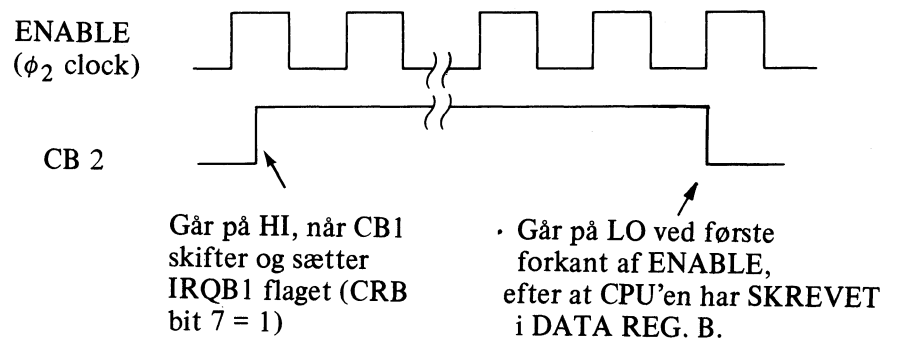 ENABLE
(ϕ₂ clock)
CB 2
Går på HI, når CB1
skifter og sætter
IRQB1 flaget (CRB
bit 7 = 1)
Går på LO ved første
forkant af ENABLE,
efter at CPU'en har SKREVET
i DATA REG. B.